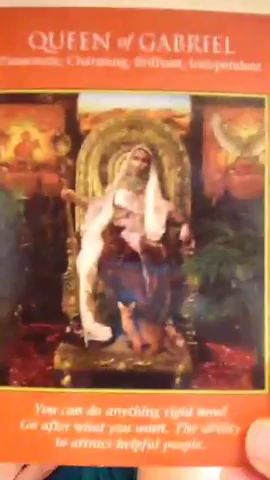 QUEEN of GABRIEL
Passionate, Charming, Brilliant, Independent
You can do anything right now!
Go after what you want. The ability
to attract helpful people.